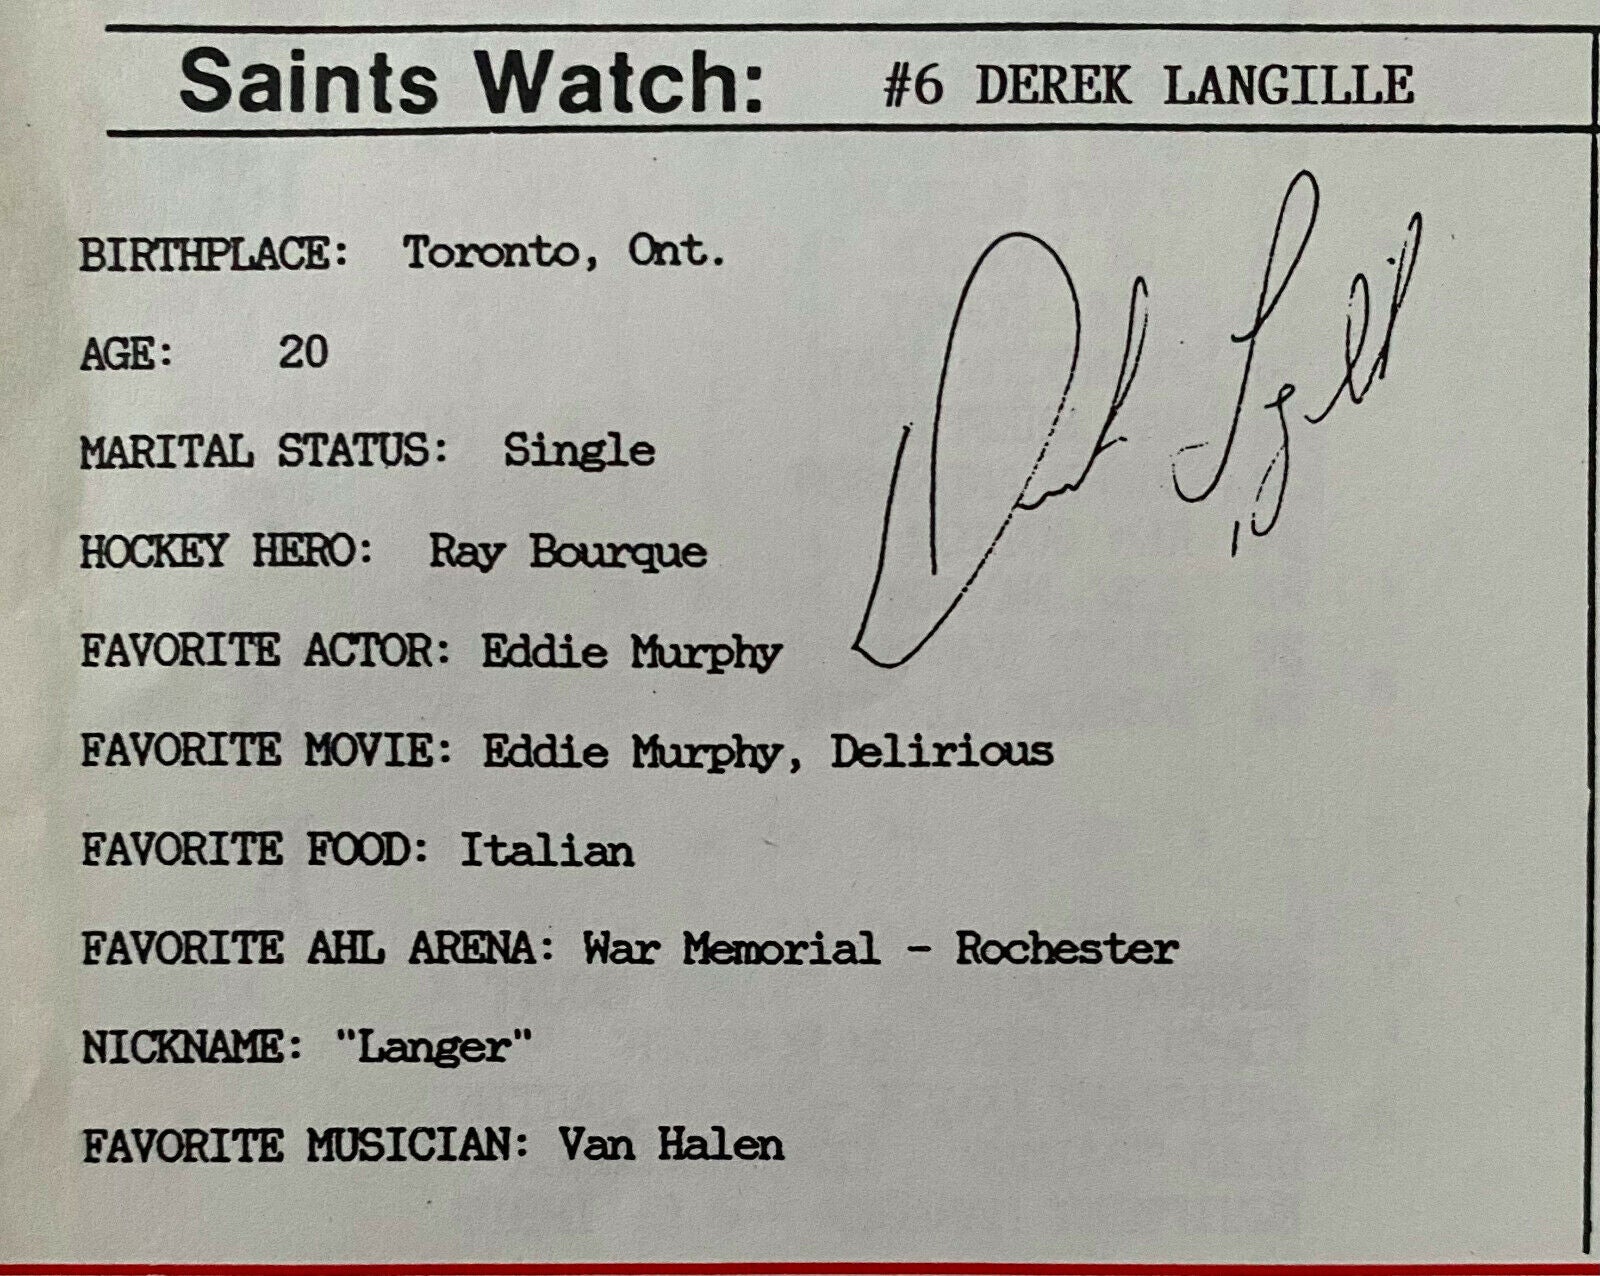 Saints Watch: #6 DEREK LANGILLE
BIRTHPLACE: Toronto, Ont.
AGE: 20
MARITAL STATUS: Single
HOCKEY HERO: Ray Bourque
FAVORITE ACTOR: Eddie Murphy
FAVORITE MOVIE: Eddie Murphy, Delirious
FAVORITE FOOD: Italian
FAVORITE AHL ARENA: War Memorial - Rochester
NICKNAME: "Langer"
FAVORITE MUSICIAN: Van Halen